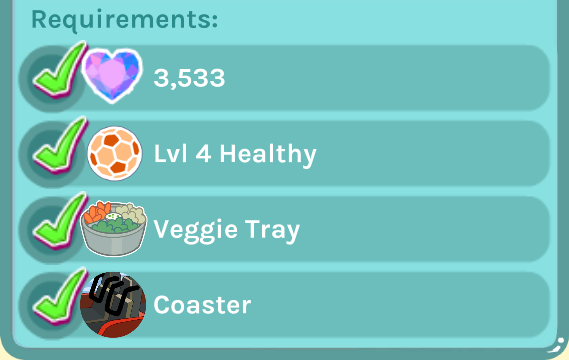 Requirements:
3,533
Lvl 4 Healthy
Veggie Tray
Coaster